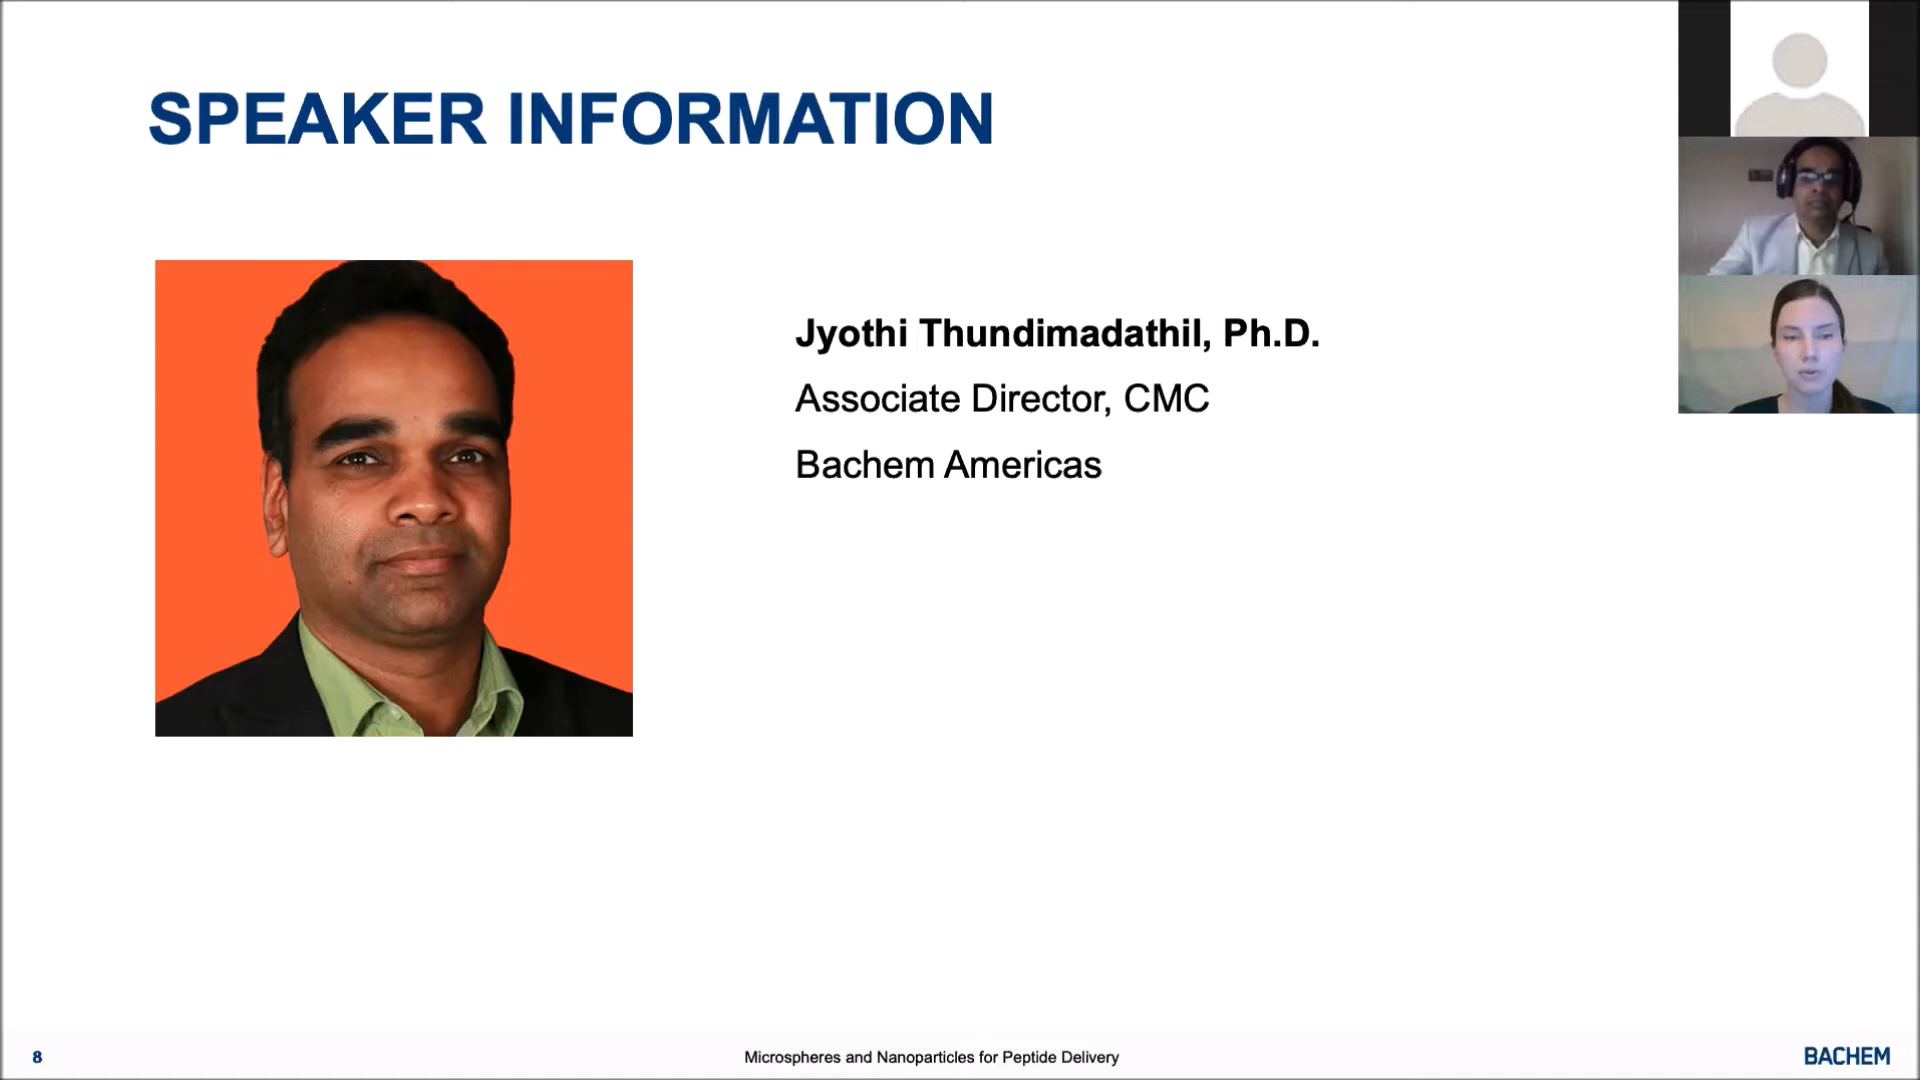 SPEAKER INFORMATION
Jyothi Thundimadathil, Ph.D.
Associate Director, CMC
Bachem Americas
8
Microspheres and Nanoparticles for Peptide Delivery
BACHEM